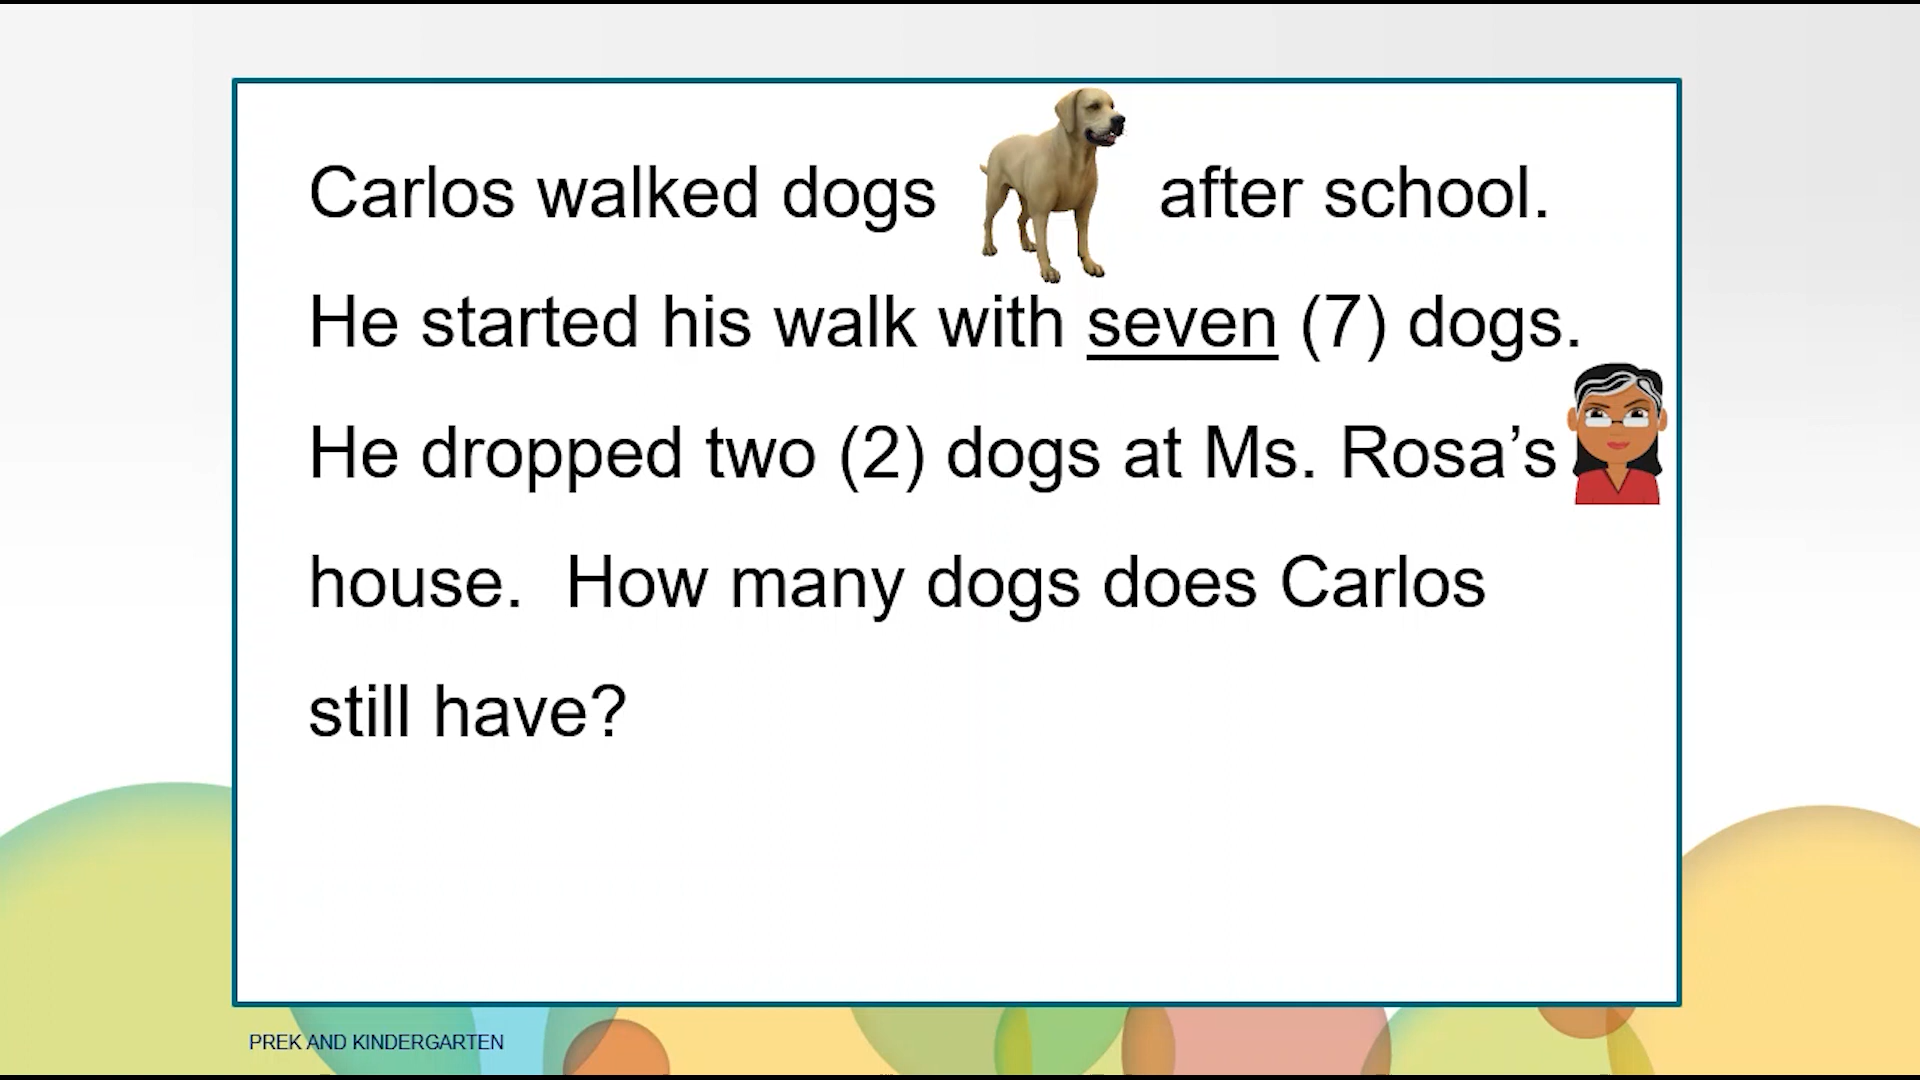 Carlos walked dogs after school.
He started his walk with seven (7) dogs.
He dropped two (2) dogs at Ms. Rosa’s
house.  How many dogs does Carlos
still have?
PREK AND KINDERGARTEN